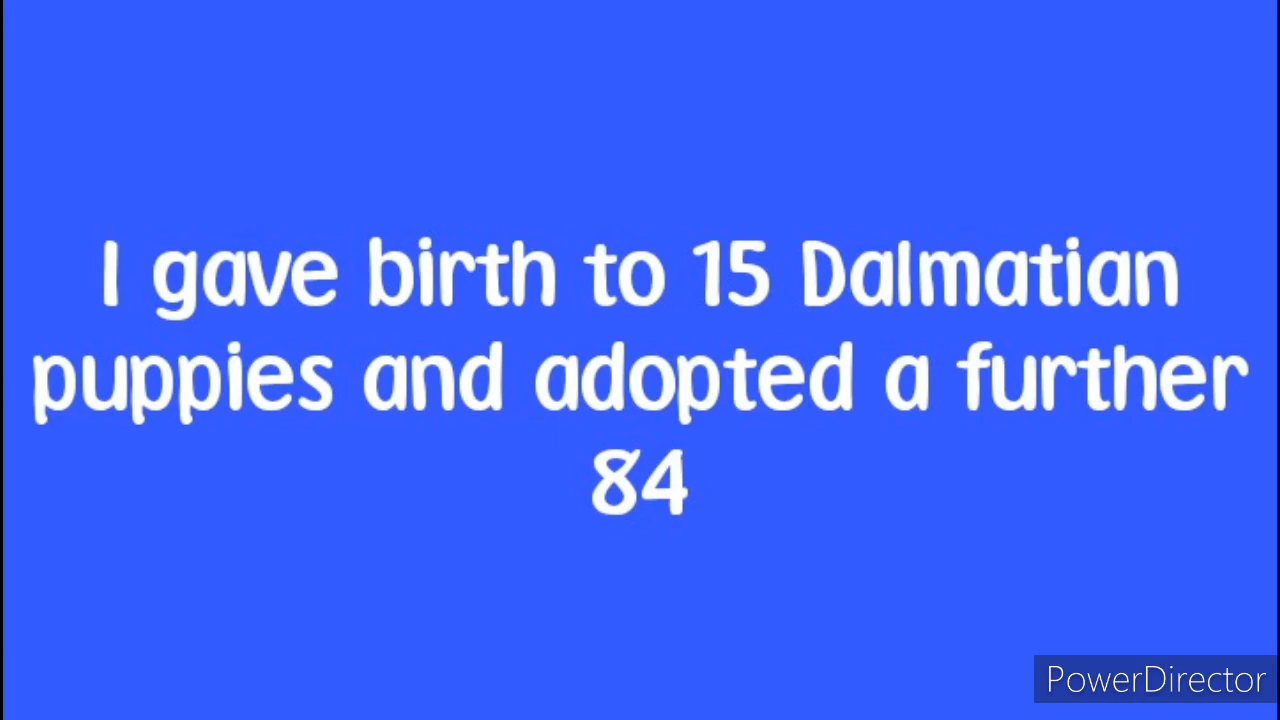 I gave birth to 15 Dalmatian
puppies and adopted a further
84
PowerDirector